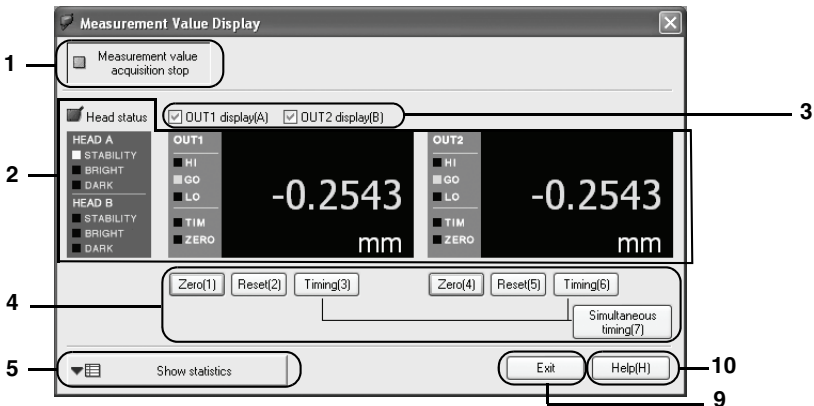 Measurement Value Display
1
Measurement value
acquisition stop
3
Head status
OUT1 display(A)
OUT2 display(B)
2
HEAD A
STABILITY
BRIGHT
DARK
HEAD B
STABILITY
BRIGHT
DARK
OUT1
HI
GO
LO
TIM
ZERO
-0.2543
mm
OUT2
HI
GO
LO
TIM
ZERO
-0.2543
mm
4
Zero(1)
Reset(2)
Timing(3)
Zero(4)
Reset(5)
Timing(6)
Simultaneous
timing(7)
5
Show statistics
Exit
Help(H)
10
9